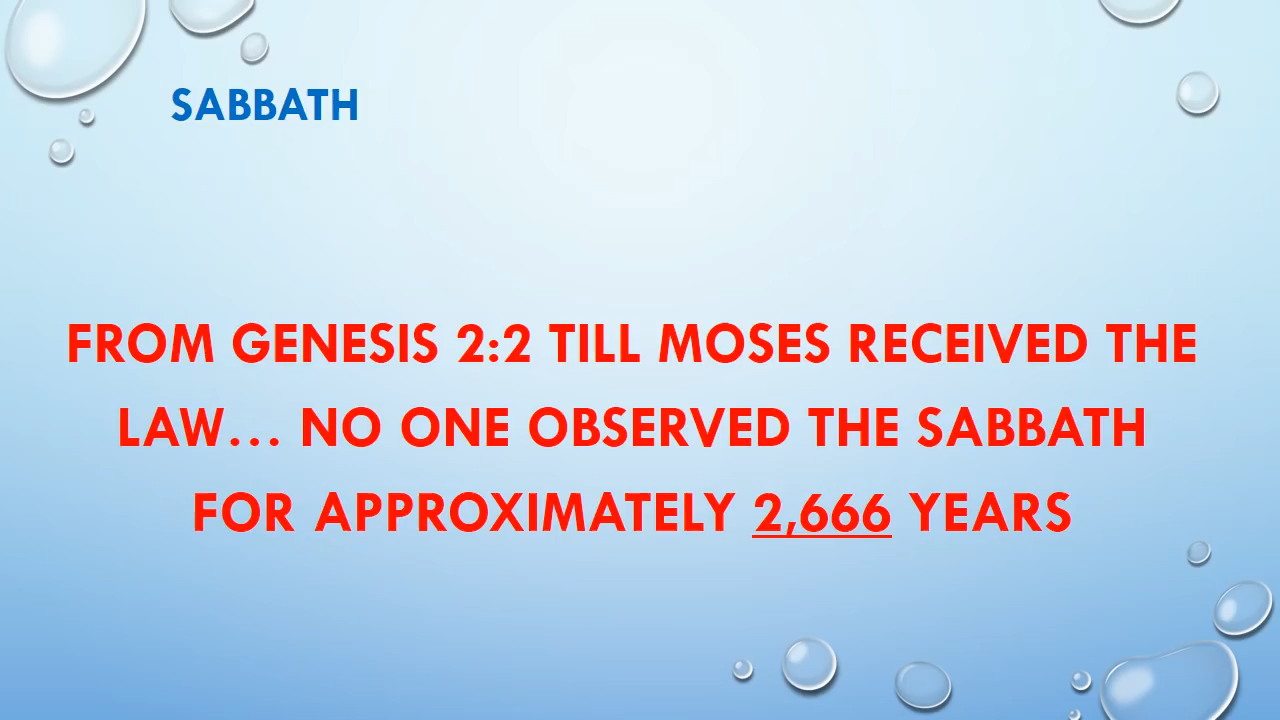 SABBATH
FROM GENESIS 2:2 TILL MOSES RECEIVED THE
LAW... NO ONE OBSERVED THE SABBATH
FOR APPROXIMATELY 2,666 YEARS